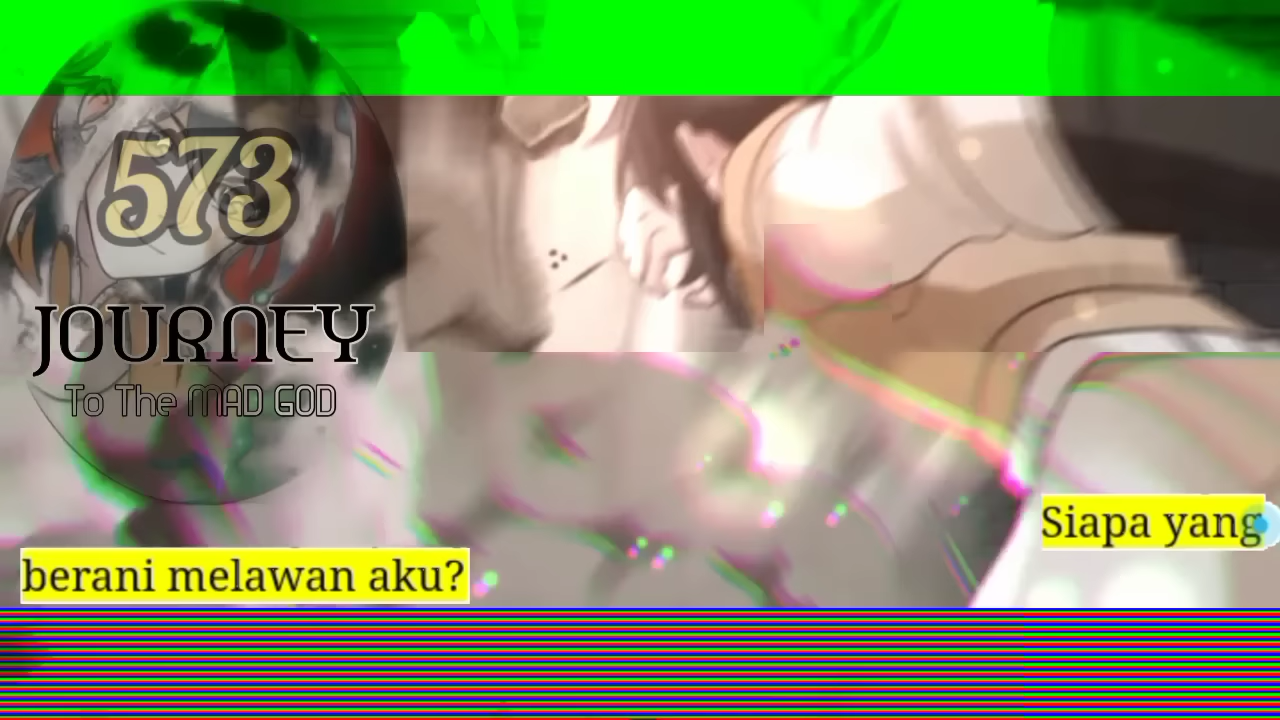 573
JOURNEY
To The MAD GOD
Siapa yang
berani melawan aku?